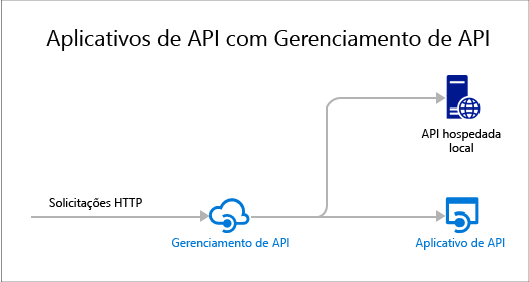 Aplicativos de API com Gerenciamento de API
API hospedada
local
Solicitações HTTP
Gerenciamento de API
Aplicativo de API